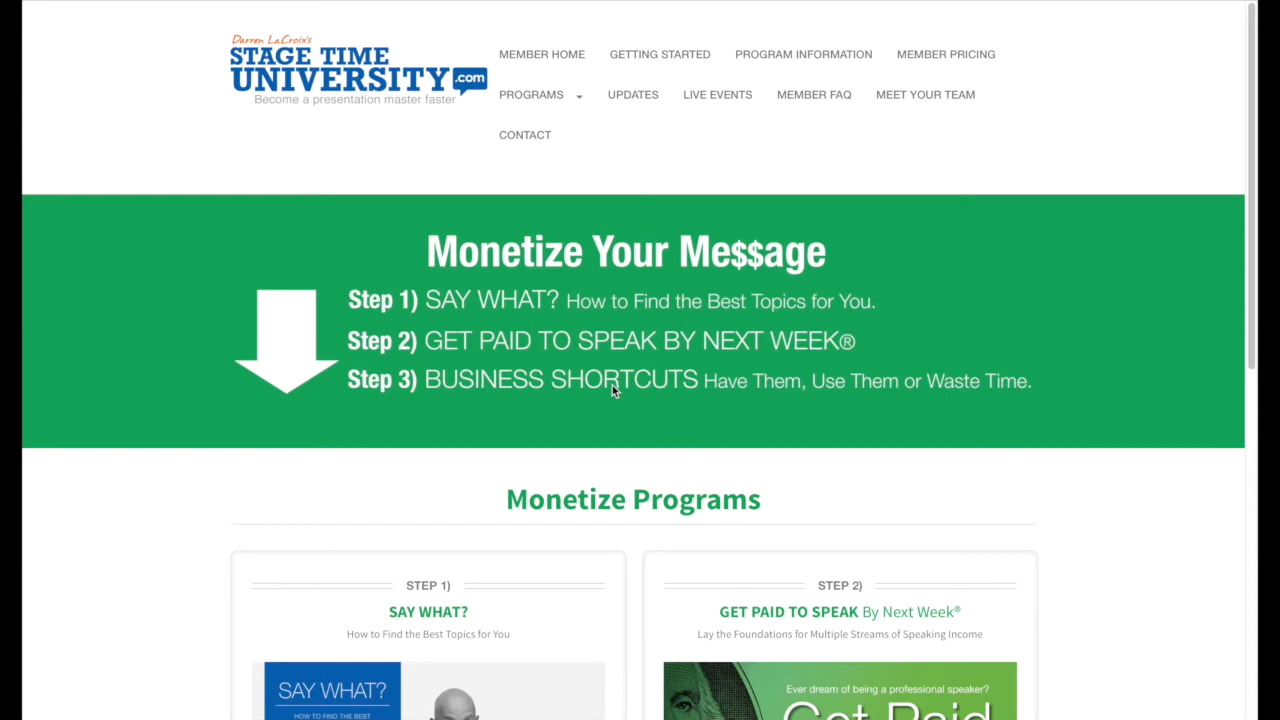 Darren LaCroix's
STAGE TIME
UNIVERSITY.com
Become a presentation master faster
MEMBER HOME GETTING STARTED PROGRAM INFORMATION MEMBER PRICING
PROGRAMS UPDATES LIVE EVENTS MEMBER FAQ MEET YOUR TEAM
CONTACT
Monetize Your Me$$age
Step 1) SAY WHAT? How to Find the Best Topics for You.
Step 2) GET PAID TO SPEAK BY NEXT WEEK®
Step 3) BUSINESS SHORTCUTS Have Them, Use Them or Waste Time.
Monetize Programs
STEP 1)
SAY WHAT?
How to Find the Best Topics for You
SAY WHAT?
HOW TO FIND THE BEST
STEP 2)
GET PAID TO SPEAK By Next Week®
Lay the Foundations for Multiple Streams of Speaking Income
Ever dream of being a professional speaker?
Get Paid